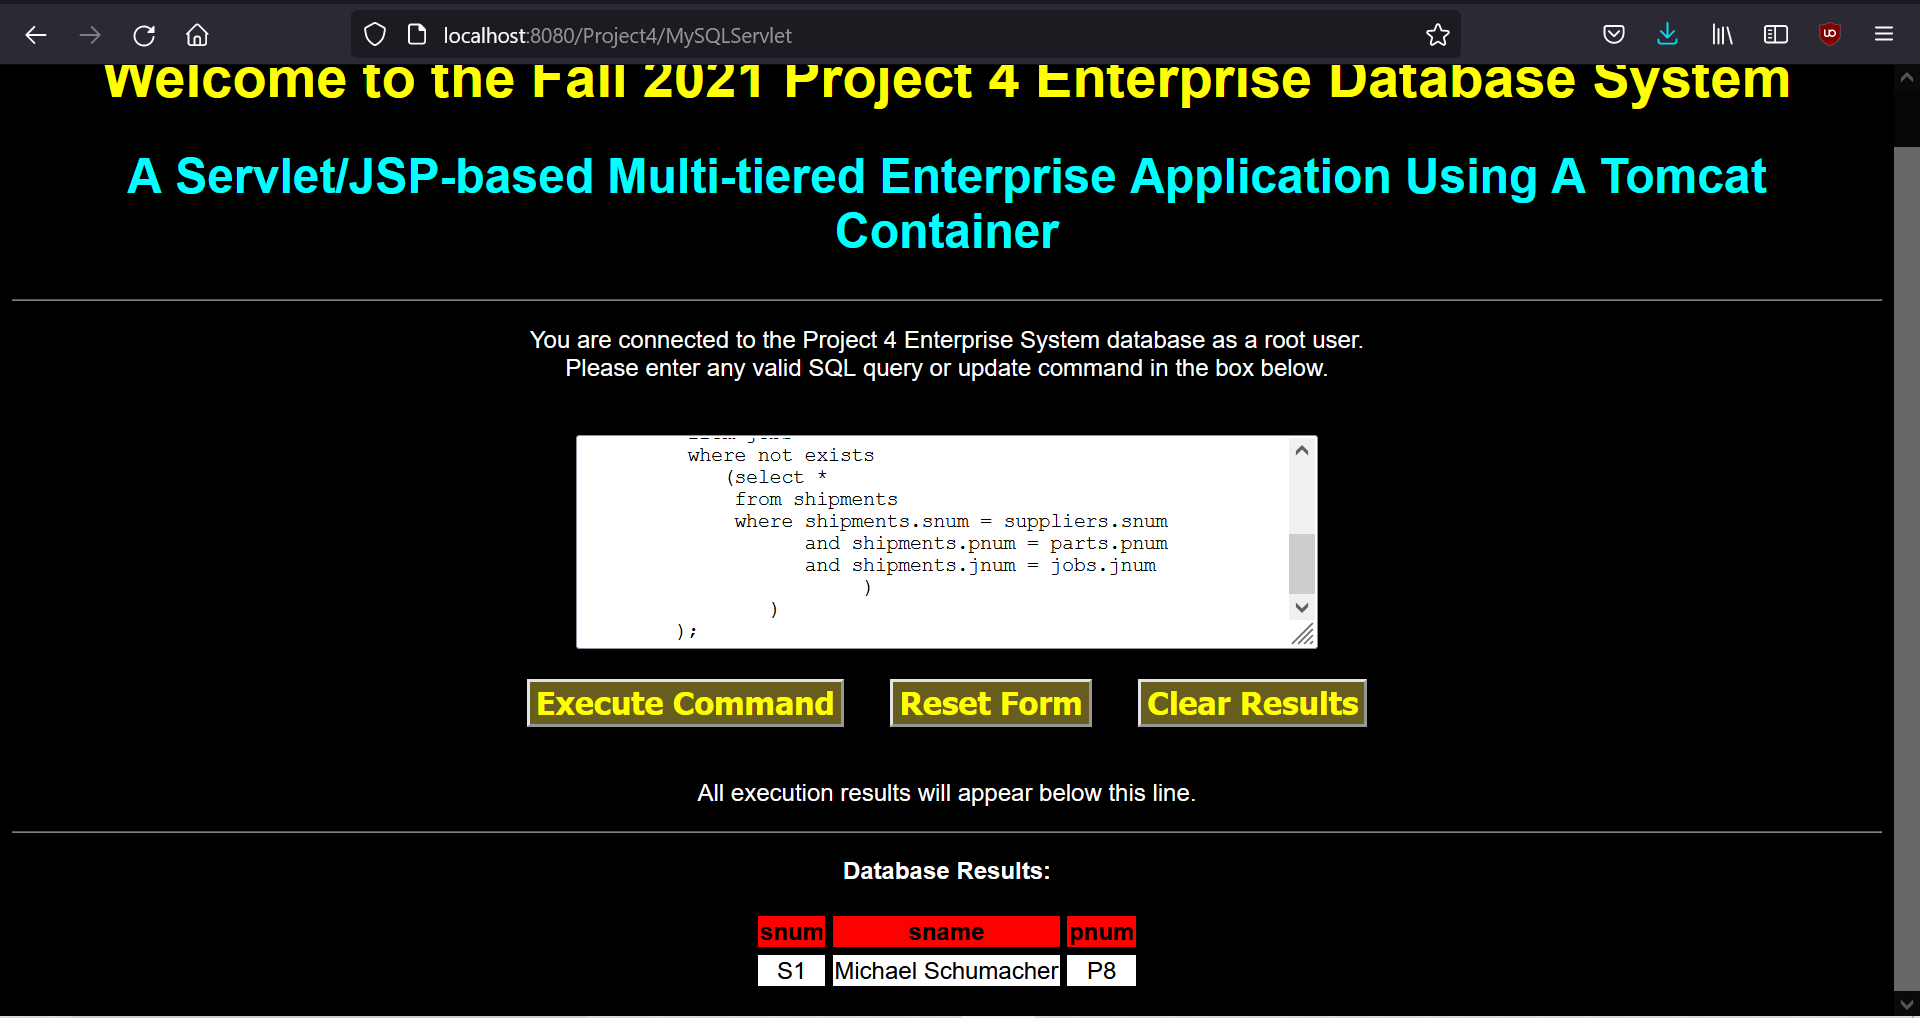 localhost:8080/Project4/MySQLServlet
Welcome to the Fall 2021 Project 4 Enterprise Database System
A Servlet/JSP-based Multi-tiered Enterprise Application Using A Tomcat
Container
You are connected to the Project 4 Enterprise System database as a root user.
Please enter any valid SQL query or update command in the box below.
where not exists
(select *
from shipments
where shipments.snum = suppliers.snum
and shipments.pnum = parts.pnum
and shipments.jnum = jobs.jnum
)
)
);
Execute Command Reset Form Clear Results
All execution results will appear below this line.
Database Results:
snum sname pnum
S1 Michael Schumacher P8